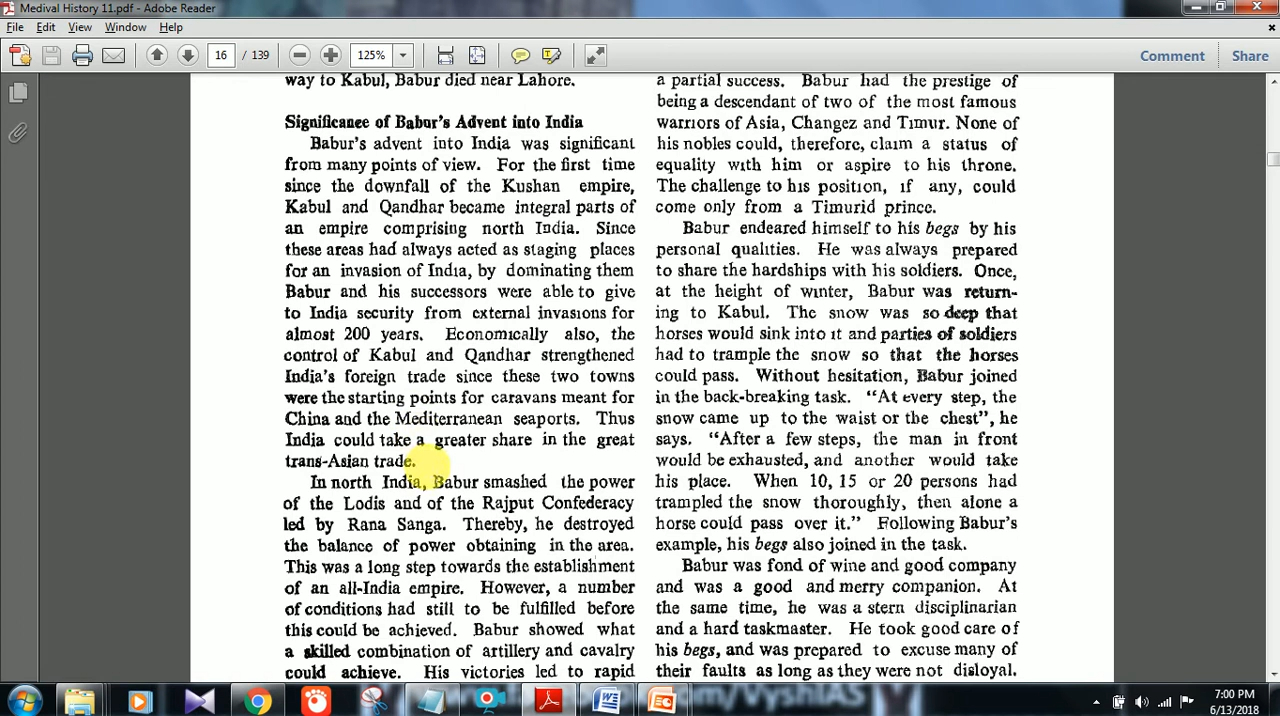 Medival History 11.pdf - Adobe Reader
File Edit View Window Help
16 / 139
125%
Comment
Share
way to Kabul, Babur died near Lahore.
Significance of Babur's Advent into India
Babur's advent into India was significant
from many points of view. For the first time
since the downfall of the Kushan empire,
Kabul and Qandhar became integral parts of
an empire comprising north India. Since
these areas had always acted as staging places
for an invasion of India, by dominating them
Babur and his successors were able to give
to India security from external invasions for
almost 200 years. Economically also, the
control of Kabul and Qandhar strengthened
India's foreign trade since these two towns
were the starting points for caravans meant for
China and the Mediterranean seaports. Thus
India could take a greater share in the great
trans-Asian trade.
In north India, Babur smashed the power
of the Lodis and of the Rajput Confederacy
led by Rana Sanga. Thereby, he destroyed
the balance of power obtaining in the area.
This was a long step towards the establishment
of an all-India empire. However, a number
of conditions had still to be fulfilled before
this could be achieved. Babur showed what
a skilled combination of artillery and cavalry
could achieve. His victories led to rapid
a partial success. Babur had the prestige of
being a descendant of two of the most famous
warriors of Asia, Changez and Timur. None of
his nobles could, therefore, claim a status of
equality with him or aspire to his throne.
The challenge to his position, if any, could
come only from a Timurid prince.
Babur endeared himself to his begs by his
personal qualities. He was always prepared
to share the hardships with his soldiers. Once,
at the height of winter, Babur was return-
ing to Kabul. The snow was so deep that
horses would sink into it and parties of soldiers
had to trample the snow so that the horses
could pass. Without hesitation, Babur joined
in the back-breaking task. "At every step, the
snow came up to the waist or the chest", he
says. "After a few steps, the man in front
would be exhausted, and another would take
his place. When 10, 15 or 20 persons had
trampled the snow thoroughly, then alone a
horse could pass over it." Following Babur's
example, his begs also joined in the task.
Babur was fond of wine and good company
and was a good and merry companion. At
the same time, he was a stern disciplinarian
and a hard taskmaster. He took good care of
his begs, and was prepared to excuse many of
their faults as long as they were not disloyal.
7:00 PM
6/13/2018